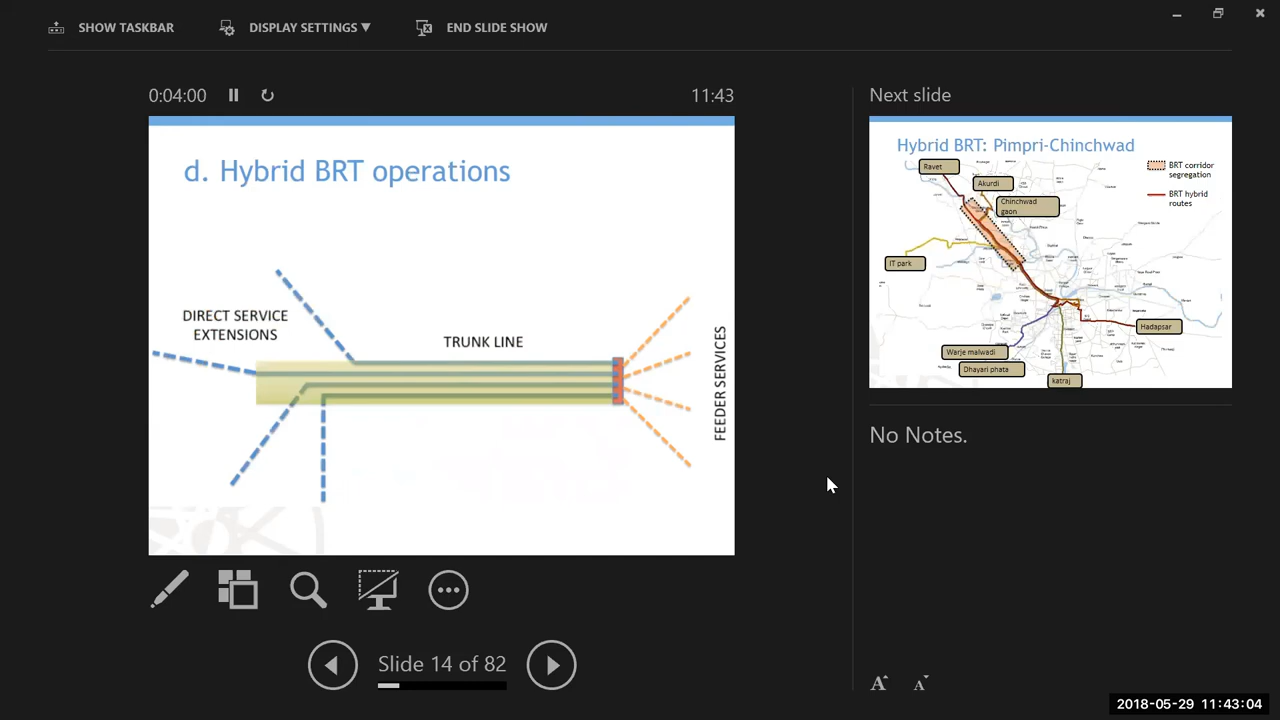 SHOW TASKBAR
DISPLAY SETTINGS
END SLIDE SHOW
0:04:00
11:43
d. Hybrid BRT operations
DIRECT SERVICE
EXTENSIONS
TRUNK LINE
FEEDER SERVICES
Slide 14 of 82
Next slide
Hybrid BRT: Pimpri-Chinchwad
Ravet
Akurdi
Chinchwad
gaon
BRT corridor
segregation
BRT hybrid
routes
IT park
Hadapsar
Warje malwadi
Dhayari phata
katraj
No Notes.
A A
2018-05-29 11:43:04